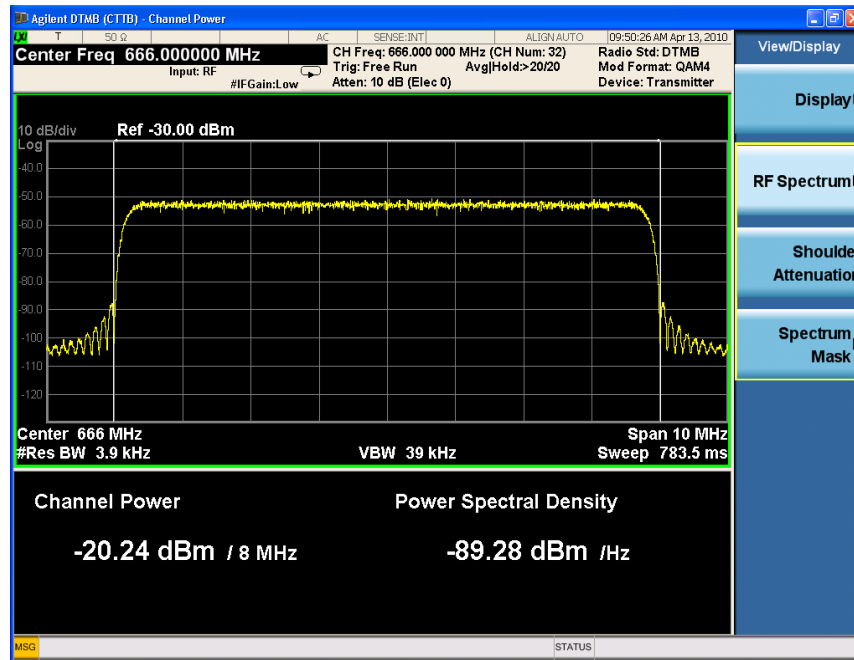 Agilent DTMB (CTTB) - Channel Power
LXI T 50 Ω AC SENSE:INT ALIGN AUTO 09:50:26 AM Apr 13, 2010
Center Freq 666.000000 MHz
Input: RF
#IFGain:Low
CH Freq: 666.000 000 MHz (CH Num: 32)
Trig: Free Run Avg|Hold:>20/20
Atten: 10 dB (Elec 0)
Radio Std: DTMB
Mod Format: QAM4
Device: Transmitter
10 dB/div Ref -30.00 dBm
Log
-40.0
-50.0
-60.0
-70.0
-80.0
-90.0
-100
-110
-120
Center 666 MHz Span 10 MHz
#Res BW 3.9 kHz VBW 39 kHz Sweep 783.5 ms
Channel Power
-20.24 dBm / 8 MHz
Power Spectral Density
-89.28 dBm /Hz
MSG STATUS
View/Display
Display
RF Spectrum
Shoulde
Attenuation
Spectrum
Mask